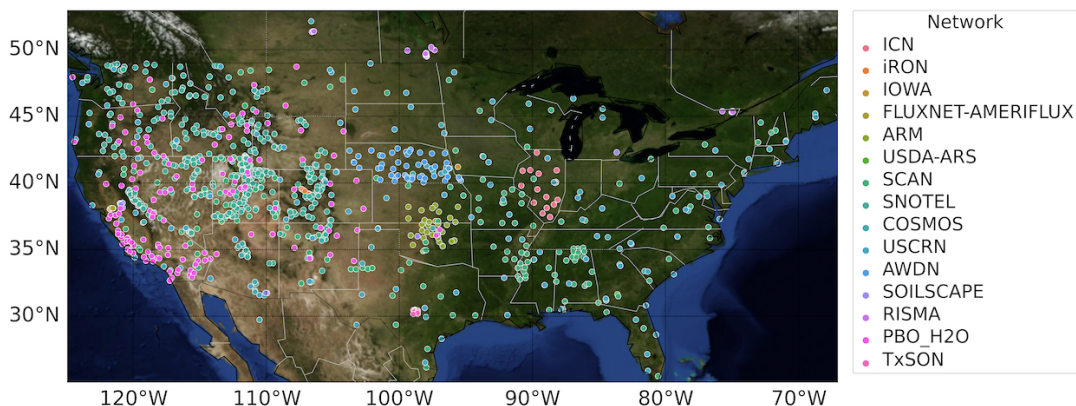 50°N
45°N
40°N
35°N
30°N
120°W 110°W 100°W 90°W 80°W 70°W
Network
ICN
iRON
IOWA
FLUXNET-AMERIFLUX
ARM
USDA-ARS
SCAN
SNOTEL
COSMOS
USCRN
AWDN
SOILSCAPE
RISMA
PBO_H2O
TxSON